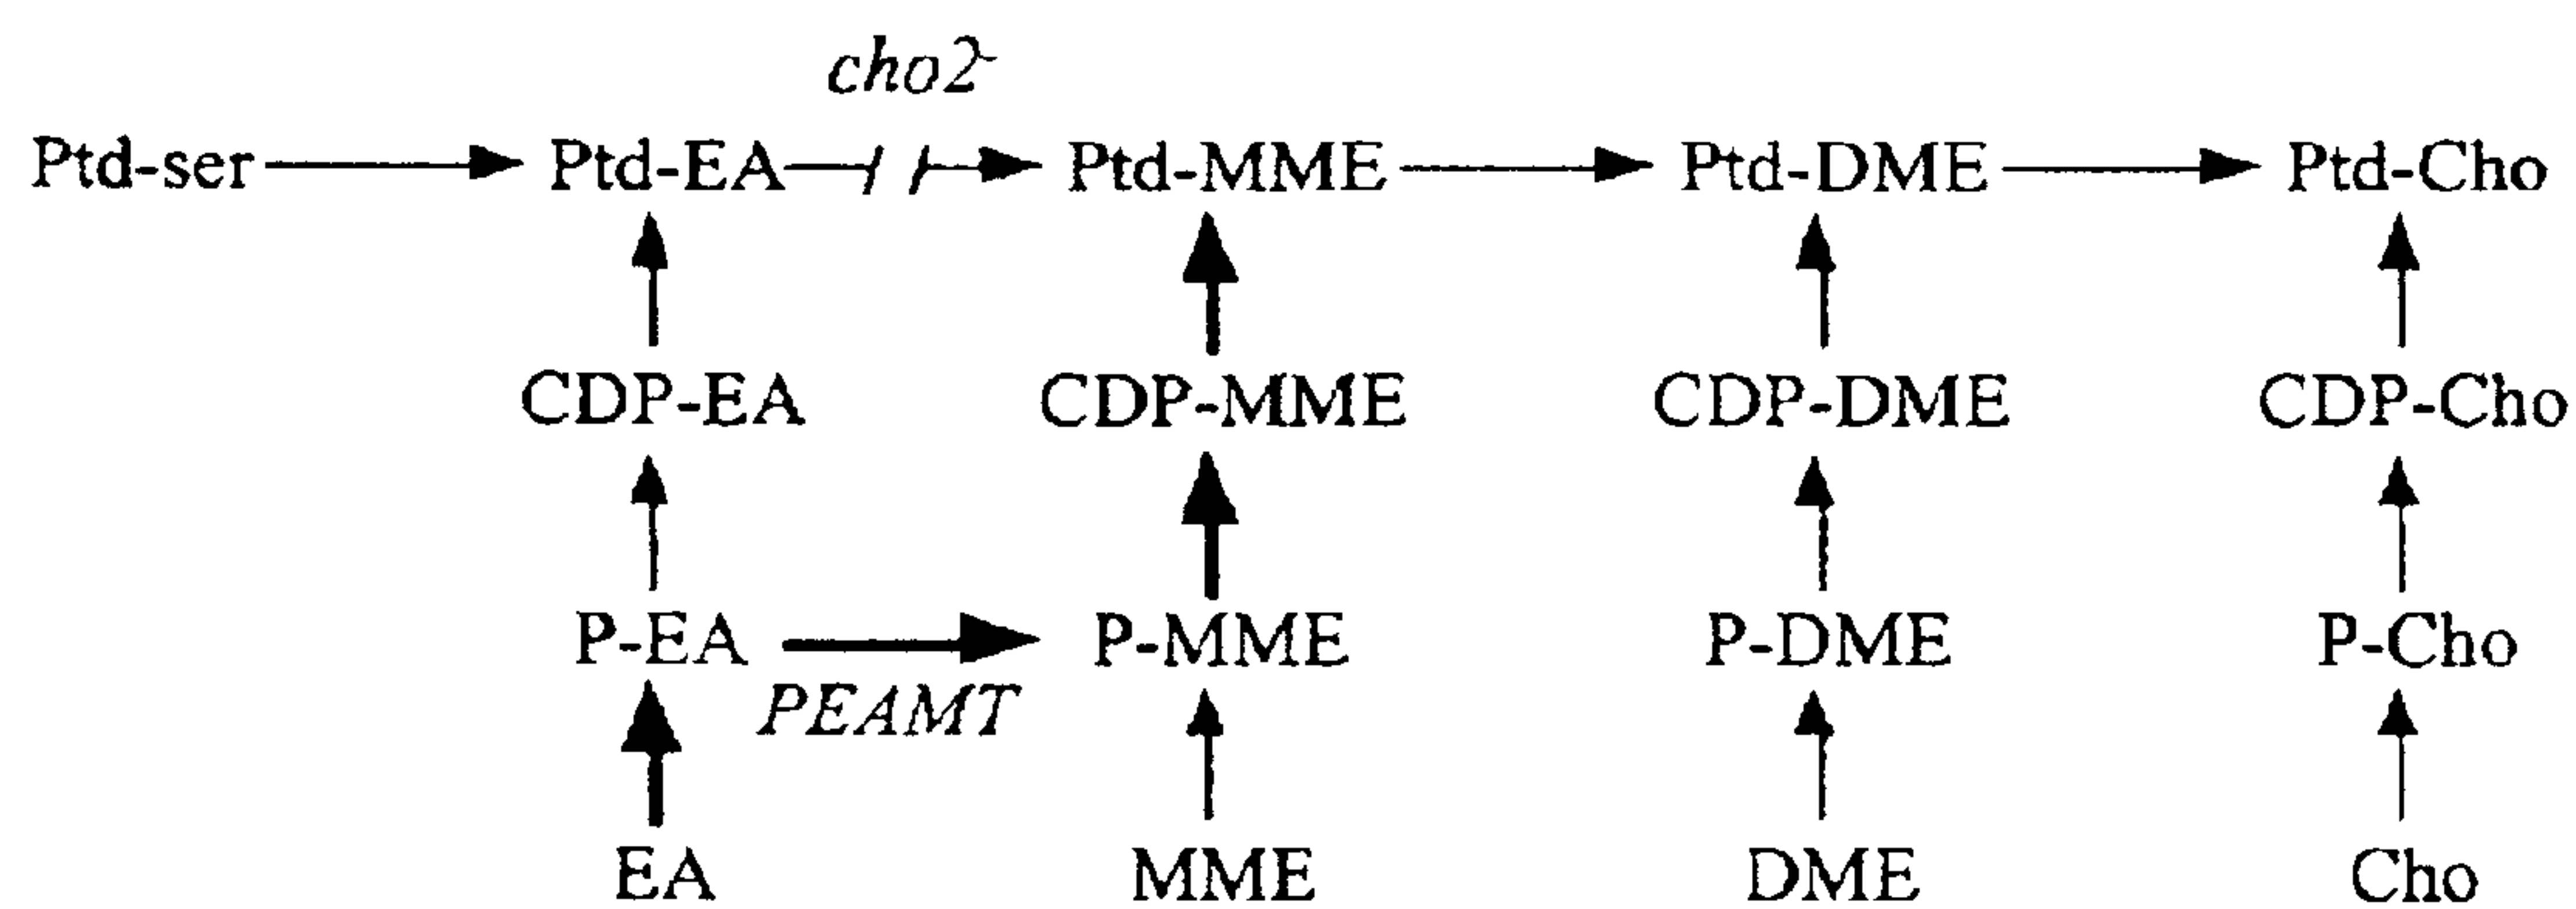 cho2-
Ptd-ser Ptd-EA Ptd-MME Ptd-DME Ptd-Cho
CDP-EA CDP-MME CDP-DME CDP-Cho
P-EA P-MME P-DME P-Cho
PEAMT
EA MME DME Cho